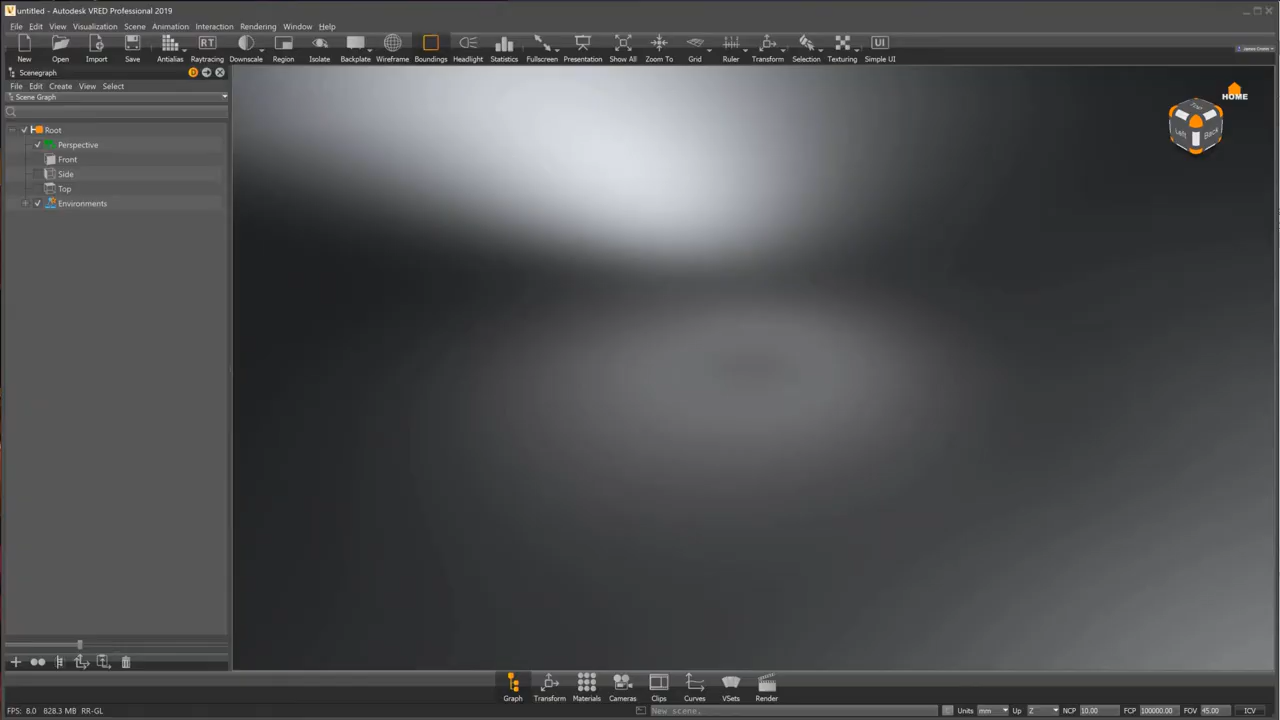 untitled - Autodesk VRED Professional 2019
File Edit View Visualization Scene Animation Interaction Rendering Window Help
New Open Import Save Antialias Raytracing Downscale Region Isolate Backplate Wireframe Boundings Headlight Statistics Fullscreen Presentation Show All Zoom To Grid Ruler Transform Selection Texturing Simple UI
RT
UI
Scenegraph
D
File Edit Create View Select
Scene Graph
Root
Perspective
Front
Side
Top
Environments
HOME
Top
Left
Back
Graph Transform Materials Cameras Clips Curves VSets Render
FPS: 8.0 828.3 MB RR-GL
New scene.
Units mm Up Z NCP 10.00 FCP 100000.00 FOV 45.00 ICV